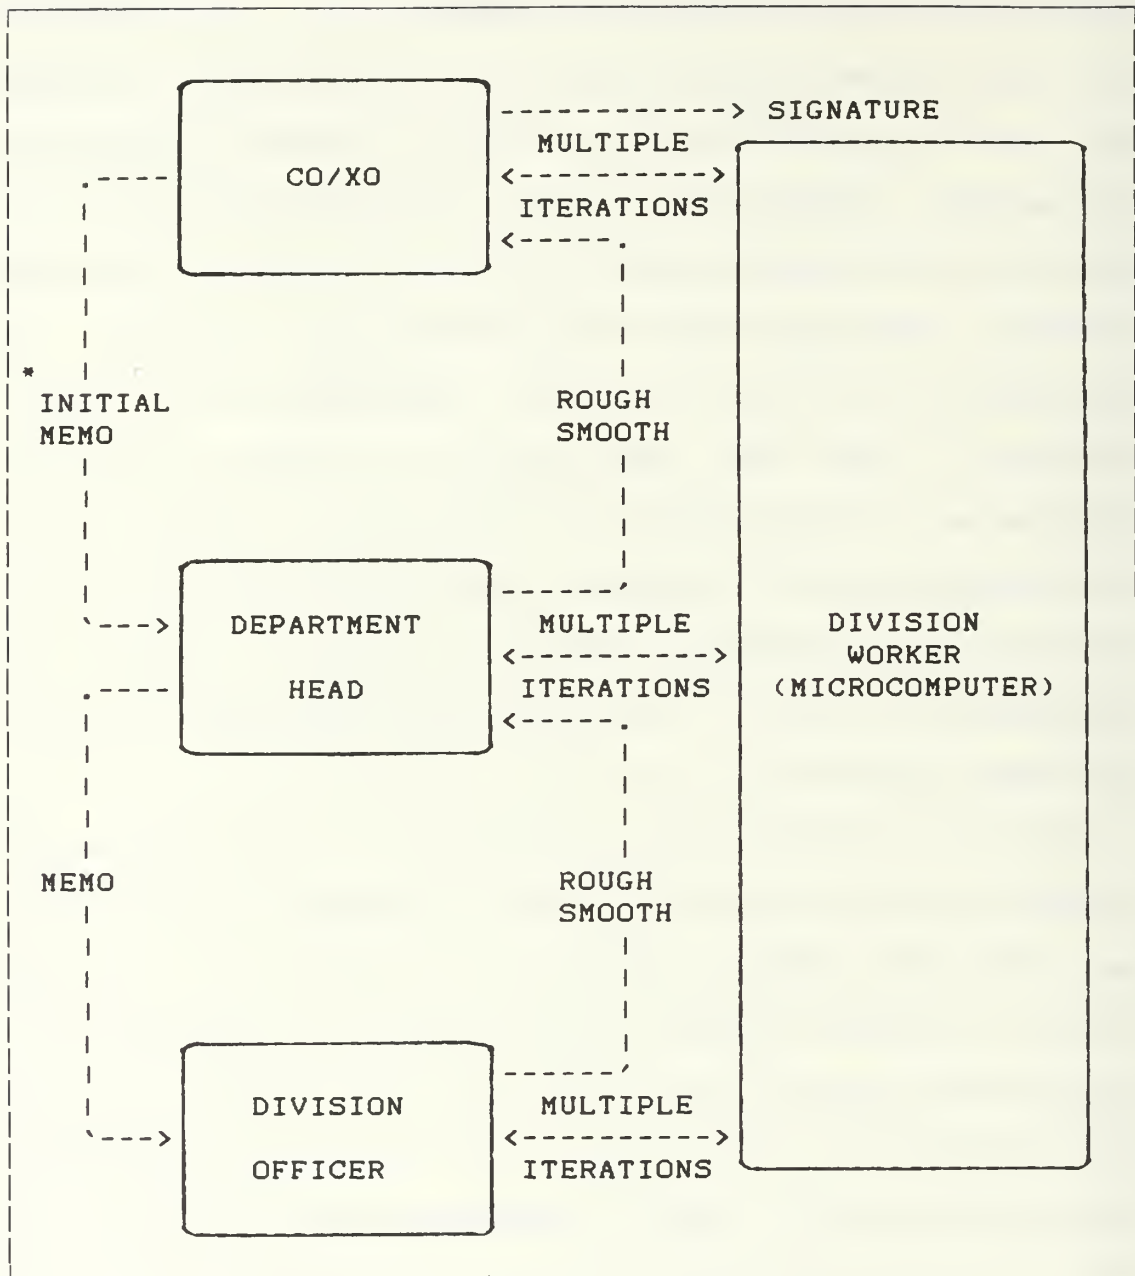 SIGNATURE
MULTIPLE
CO/XO
ITERATIONS
*
INITIAL
MEMO
ROUGH
SMOOTH
DEPARTMENT
HEAD
MULTIPLE
ITERATIONS
DIVISION
WORKER
(MICROCOMPUTER)
MEMO
ROUGH
SMOOTH
DIVISION
OFFICER
MULTIPLE
ITERATIONS